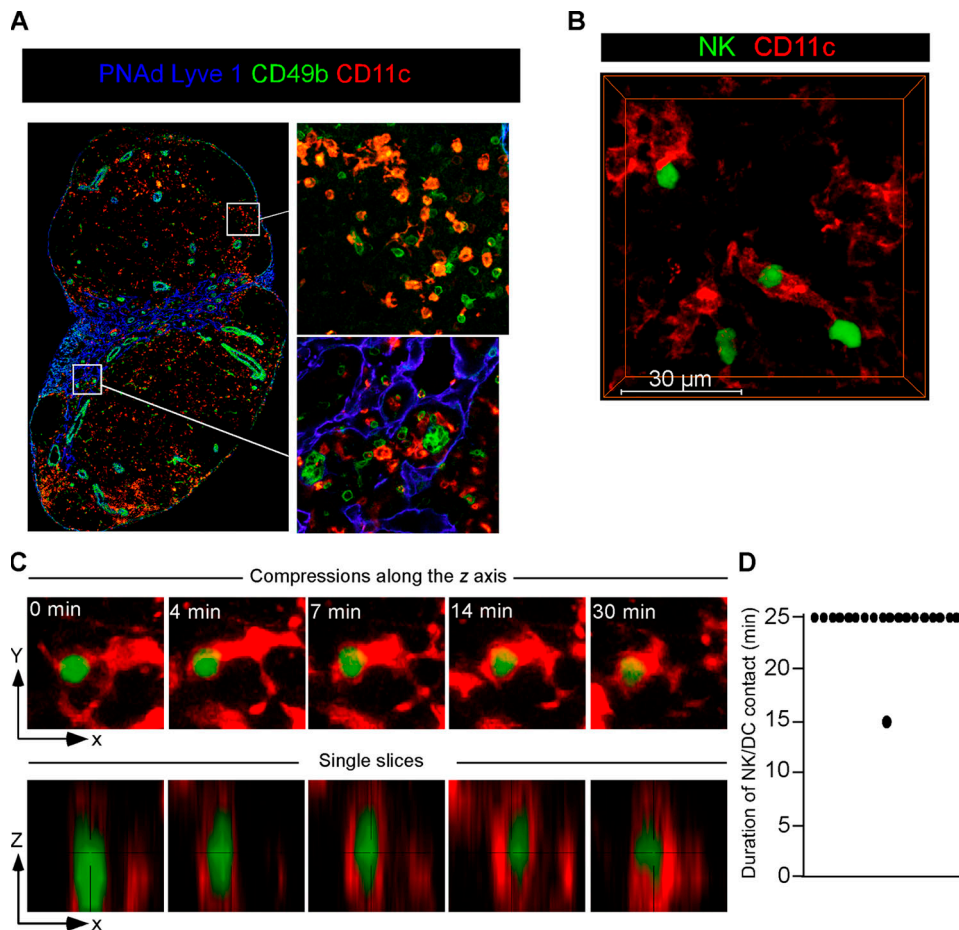 A
PNAd Lyve 1 CD49b CD11c
B
NK CD11c
30 µm
C
Compressions along the z axis
0 min
4 min
7 min
14 min
30 min
Y
x
Single slices
Z
x
D
Duration of NK/DC contact (min)
25
20
15
10
5
0